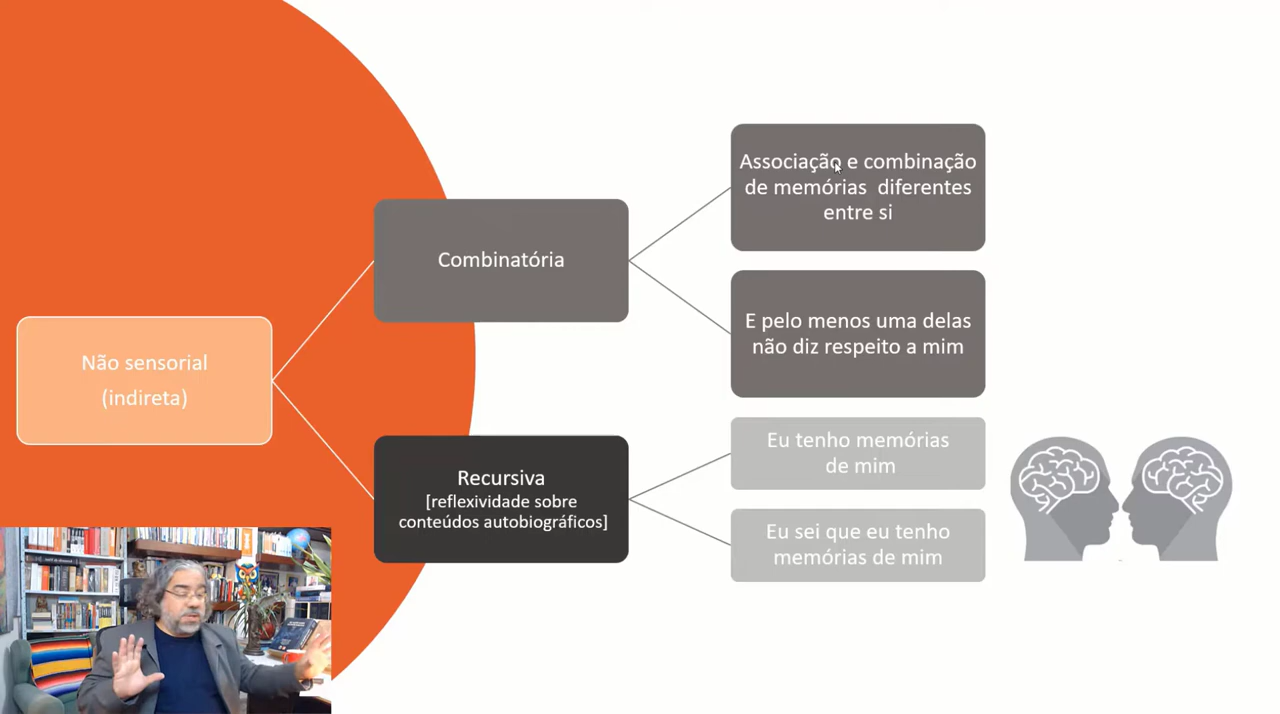 Não sensorial
(indireta)
Combinatória
Associação e combinação
de memórias diferentes
entre si
E pelo menos uma delas
não diz respeito a mim
Recursiva
[reflexividade sobre
conteúdos autobiográficos]
Eu tenho memórias
de mim
Eu sei que eu tenho
memórias de mim